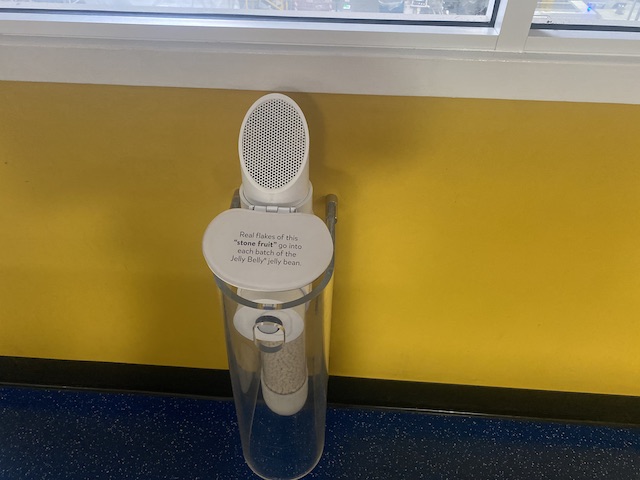 Real flakes of this
"stone fruit" go into
each batch of the
Jelly Belly® jelly bean.